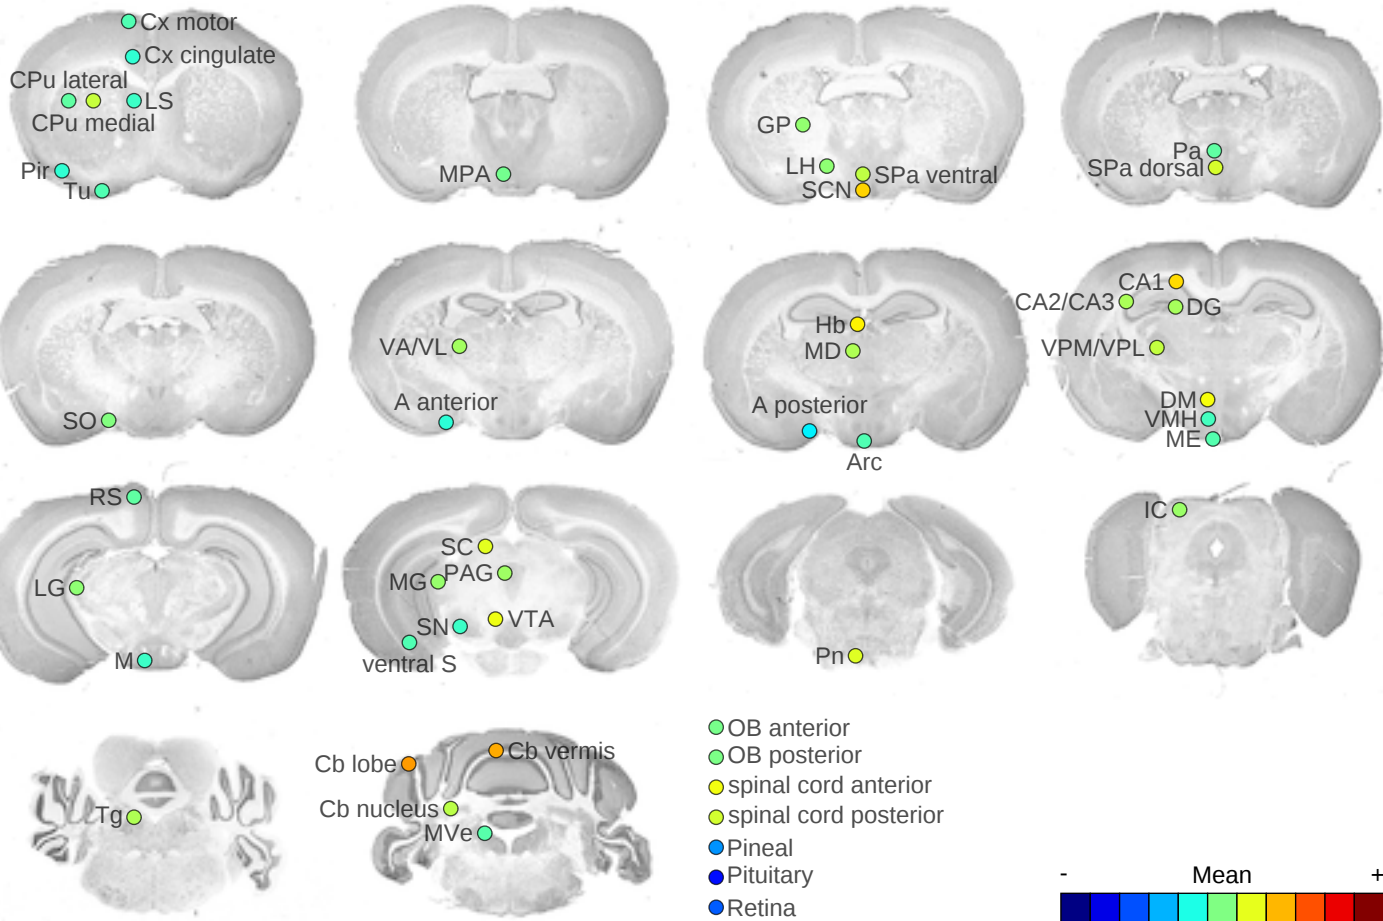 Cx motor
Cx cingulate
CPu lateral
LS
CPu medial
Pir
Tu
MPA
GP
LH
SPa ventral
SCN
Pa
SPa dorsal
SO
VA/VL
A anterior
Hb
MD
A posterior
Arc
CA1
CA2/CA3
DG
VPM/VPL
DM
VMH
ME
RS
LG
M
SC
MG
PAG
SN
VTA
ventral S
Pn
IC
Tg
Cb lobe
Cb vermis
Cb nucleus
MVe
OB anterior
OB posterior
spinal cord anterior
spinal cord posterior
Pineal
Pituitary
Retina
- Mean +